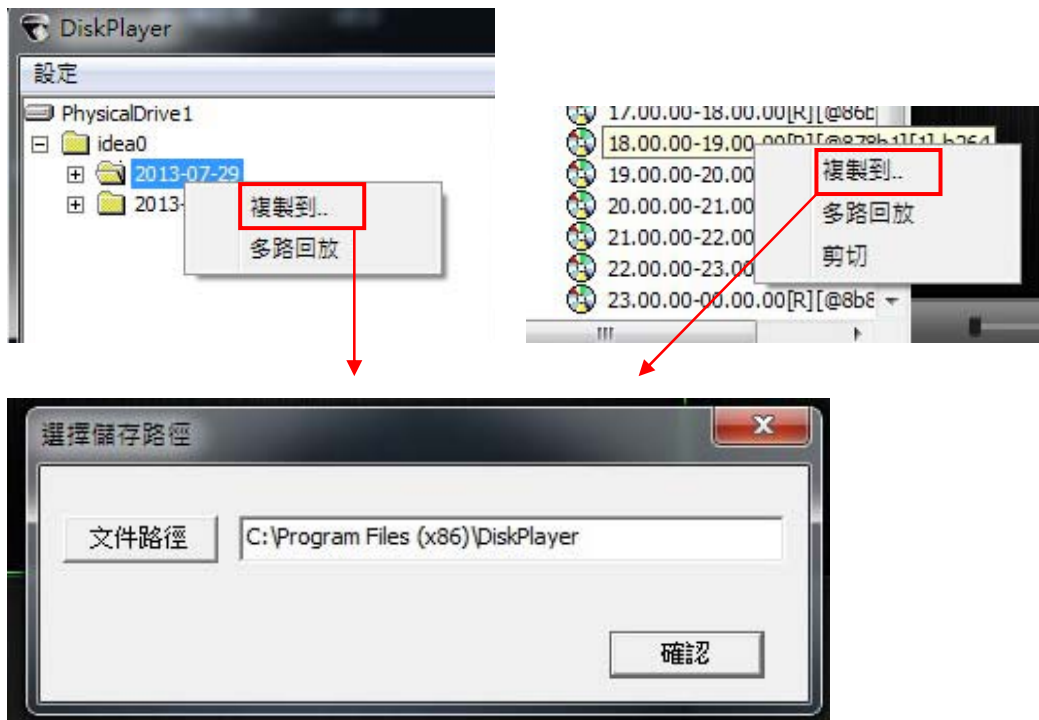 DiskPlayer
設定
PhysicalDrive1
idea0
2013-07-29
2013-
複製到..
多路回放
17.00.00-18.00.00[R][@86b
18.00.00-19.00.00[R][@878b1][1].h264
19.00.00-20.00
20.00.00-21.00
21.00.00-22.00
22.00.00-23.00
23.00.00-00.00.00[R][@8b8
複製到..
多路回放
剪切
選擇儲存路徑
文件路徑
C:\Program Files (x86)\DiskPlayer
確認